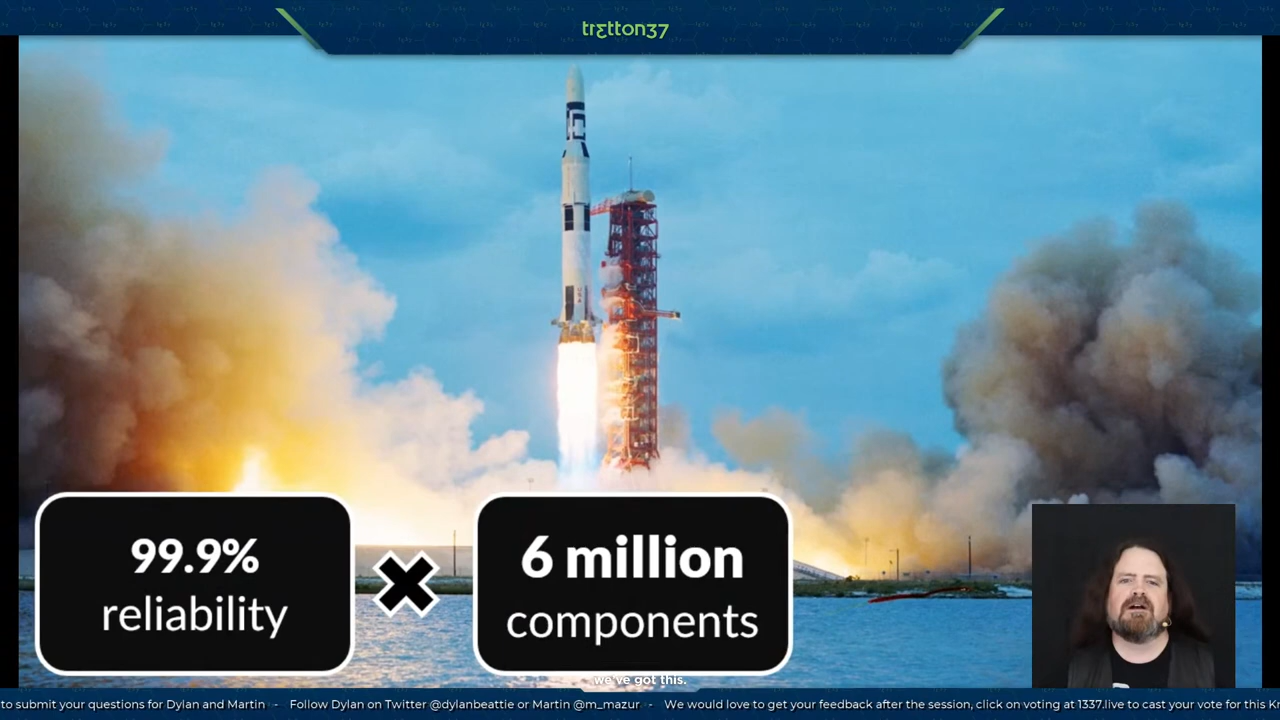 tretton37
99.9%
reliability
6 million
components
we've got this.
to submit your questions for Dylan and Martin - Follow Dylan on Twitter @dylanbeattie or Martin @m_mazur - We would love to get your feedback after the session, click on voting at 1337.live to cast your vote for this